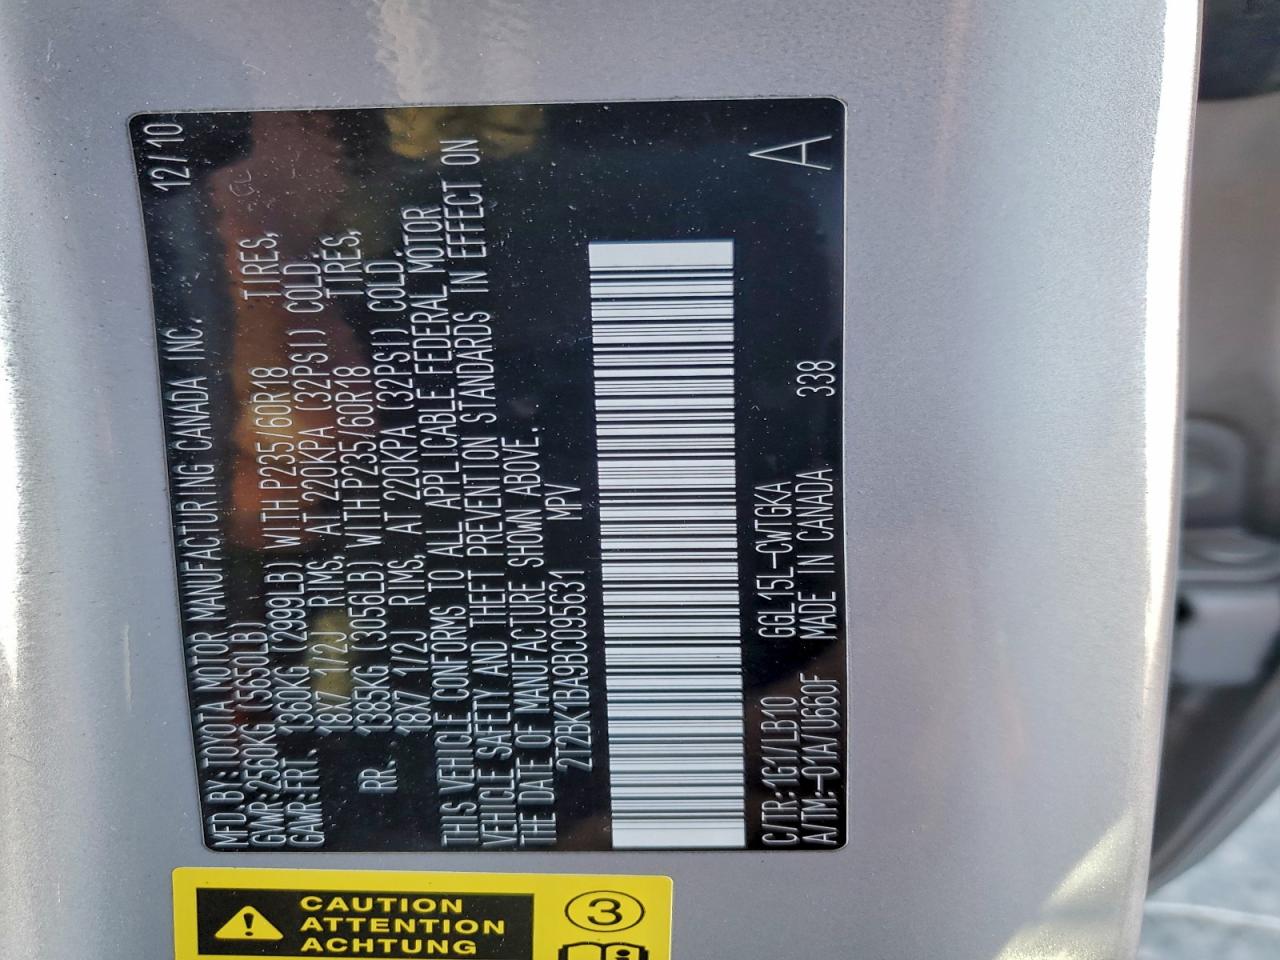 MFD.BY:TOYOTA MOTOR MANUFACTURING CANADA INC. 12/10
GVWR:2560KG (5650LB)
GAWR:FRT. 1360KG (2999LB) WITH P235/60R18 TIRES,
18X7 1/2J RIMS, AT 220KPA (32PSI) COLD.
RR. 1385KG (3056LB) WITH P235/60R18 TIRES,
18X7 1/2J RIMS, AT 220KPA (32PSI) COLD.
THIS VEHICLE CONFORMS TO ALL APPLICABLE FEDERAL MOTOR
VEHICLE SAFETY AND THEFT PREVENTION STANDARDS IN EFFECT ON
THE DATE OF MANUFACTURE SHOWN ABOVE.
2T2BK1BA9BC095631 MPV
C/TR:1G1/LB10 GGL15L-CWTGKA
A/TM:-01A/U660F MADE IN CANADA 338
A
CAUTION
ATTENTION
ACHTUNG
3